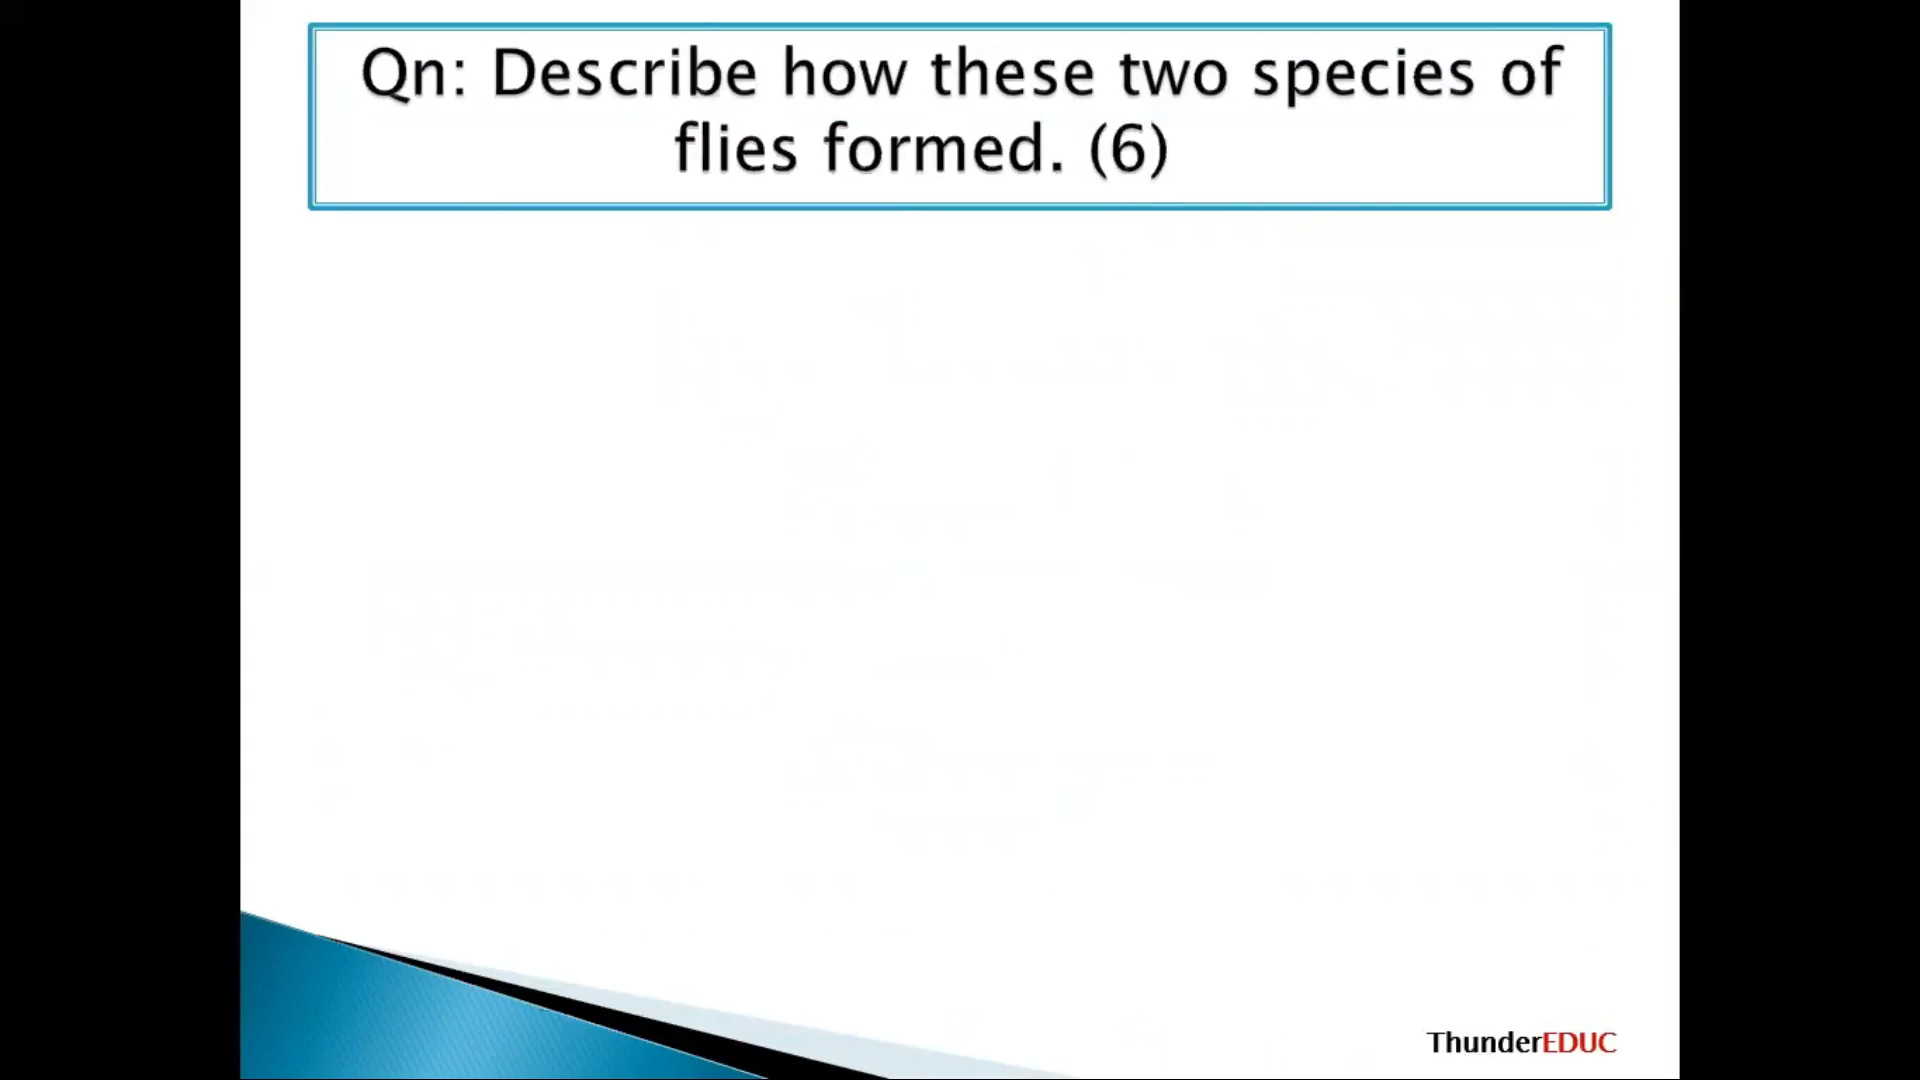 Qn: Describe how these two species of
flies formed. (6)
ThunderEDUC